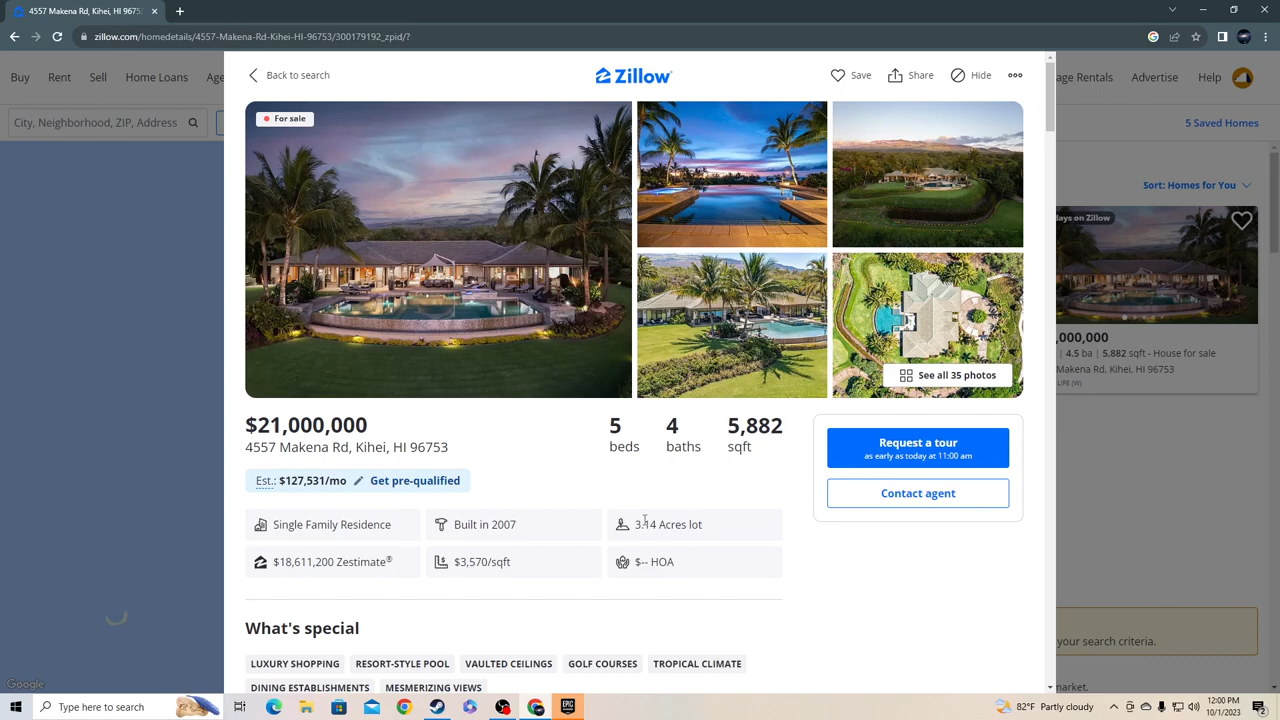 4557 Makena Rd, Kihei, HI 9675
zillow.com/homedetails/4557-Makena-Rd-Kihei-HI-96753/300179192_zpid/?
Buy Rent Sell Home Loans Age
Back to search
Zillow
Save Share Hide
age Rentals Advertise Help
City, Neighborhood, ZIP, Address
5 Saved Homes
For sale
Sort: Homes for You
days on Zillow
,000,000
| 4.5 ba | 5,882 sqft - House for sale
Makena Rd, Kihei, HI 96753
LIFE (W)
See all 35 photos
$21,000,000
4557 Makena Rd, Kihei, HI 96753
5 4 5,882
beds baths sqft
Request a tour
as early as today at 11:00 am
Est.: $127,531/mo Get pre-qualified
Contact agent
Single Family Residence Built in 2007 3.14 Acres lot
$18,611,200 Zestimate® $3,570/sqft $-- HOA
What's special
your search criteria.
LUXURY SHOPPING RESORT-STYLE POOL VAULTED CEILINGS GOLF COURSES TROPICAL CLIMATE
DINING ESTABLISHMENTS MESMERIZING VIEWS
Google
market.
Type here to search
EPIC
82°F Partly cloudy
12:00 PM
10/1/2023
2